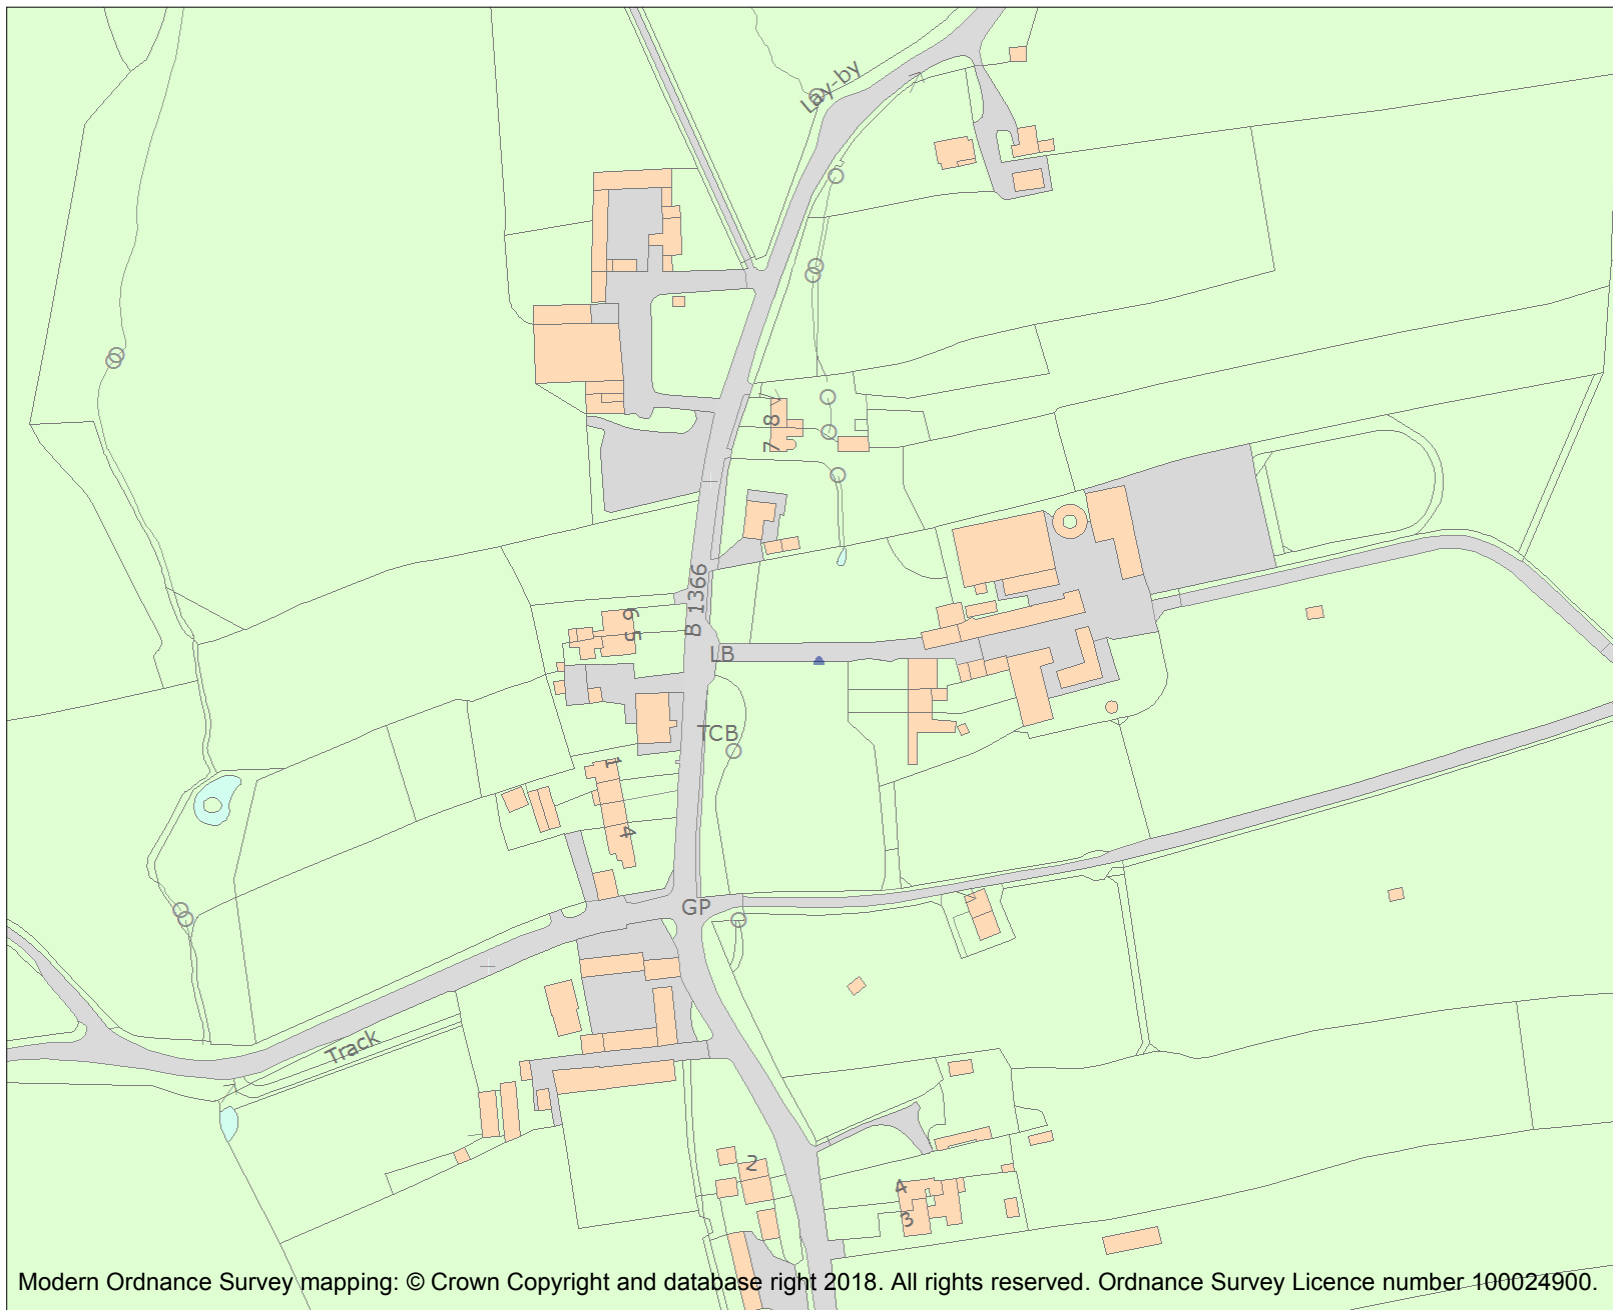 Lay-by
8
7
B 1366
6
5
LB
TCB
1
4
GP
Track
2
4
3
Modern Ordnance Survey mapping: © Crown Copyright and database right 2018. All rights reserved. Ordnance Survey Licence number 100024900.